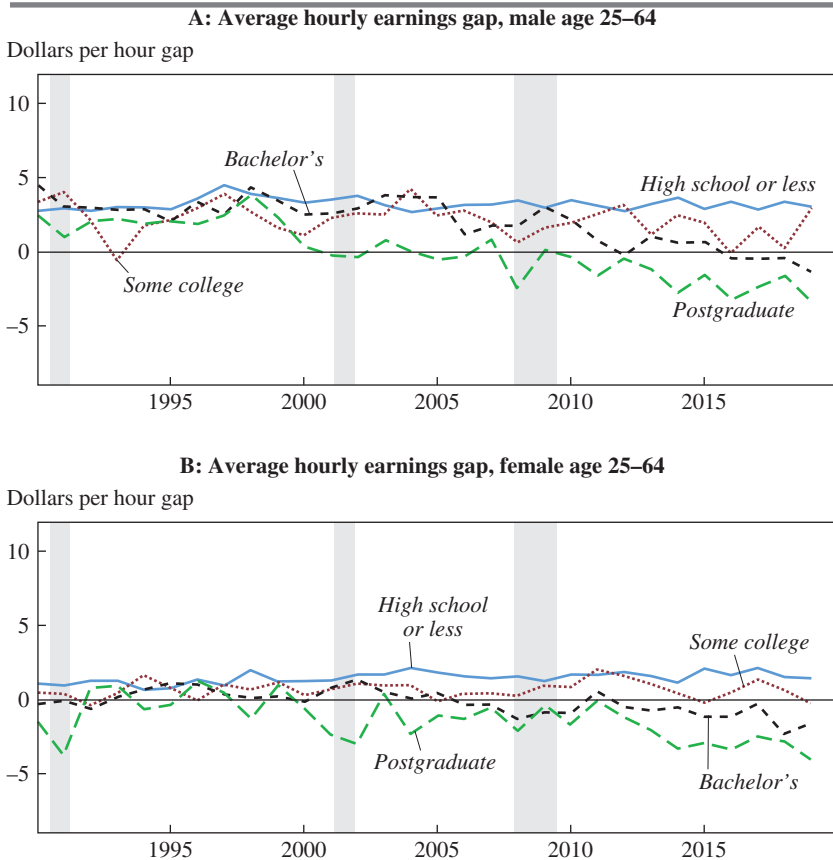 A: Average hourly earnings gap, male age 25–64
Dollars per hour gap
10
Bachelor's
High school or less
5
0
Some college
Postgraduate
–5
1995 2000 2005 2010 2015
B: Average hourly earnings gap, female age 25–64
Dollars per hour gap
10
High school
or less
Some college
5
0
Postgraduate
Bachelor's
–5
1995 2000 2005 2010 2015